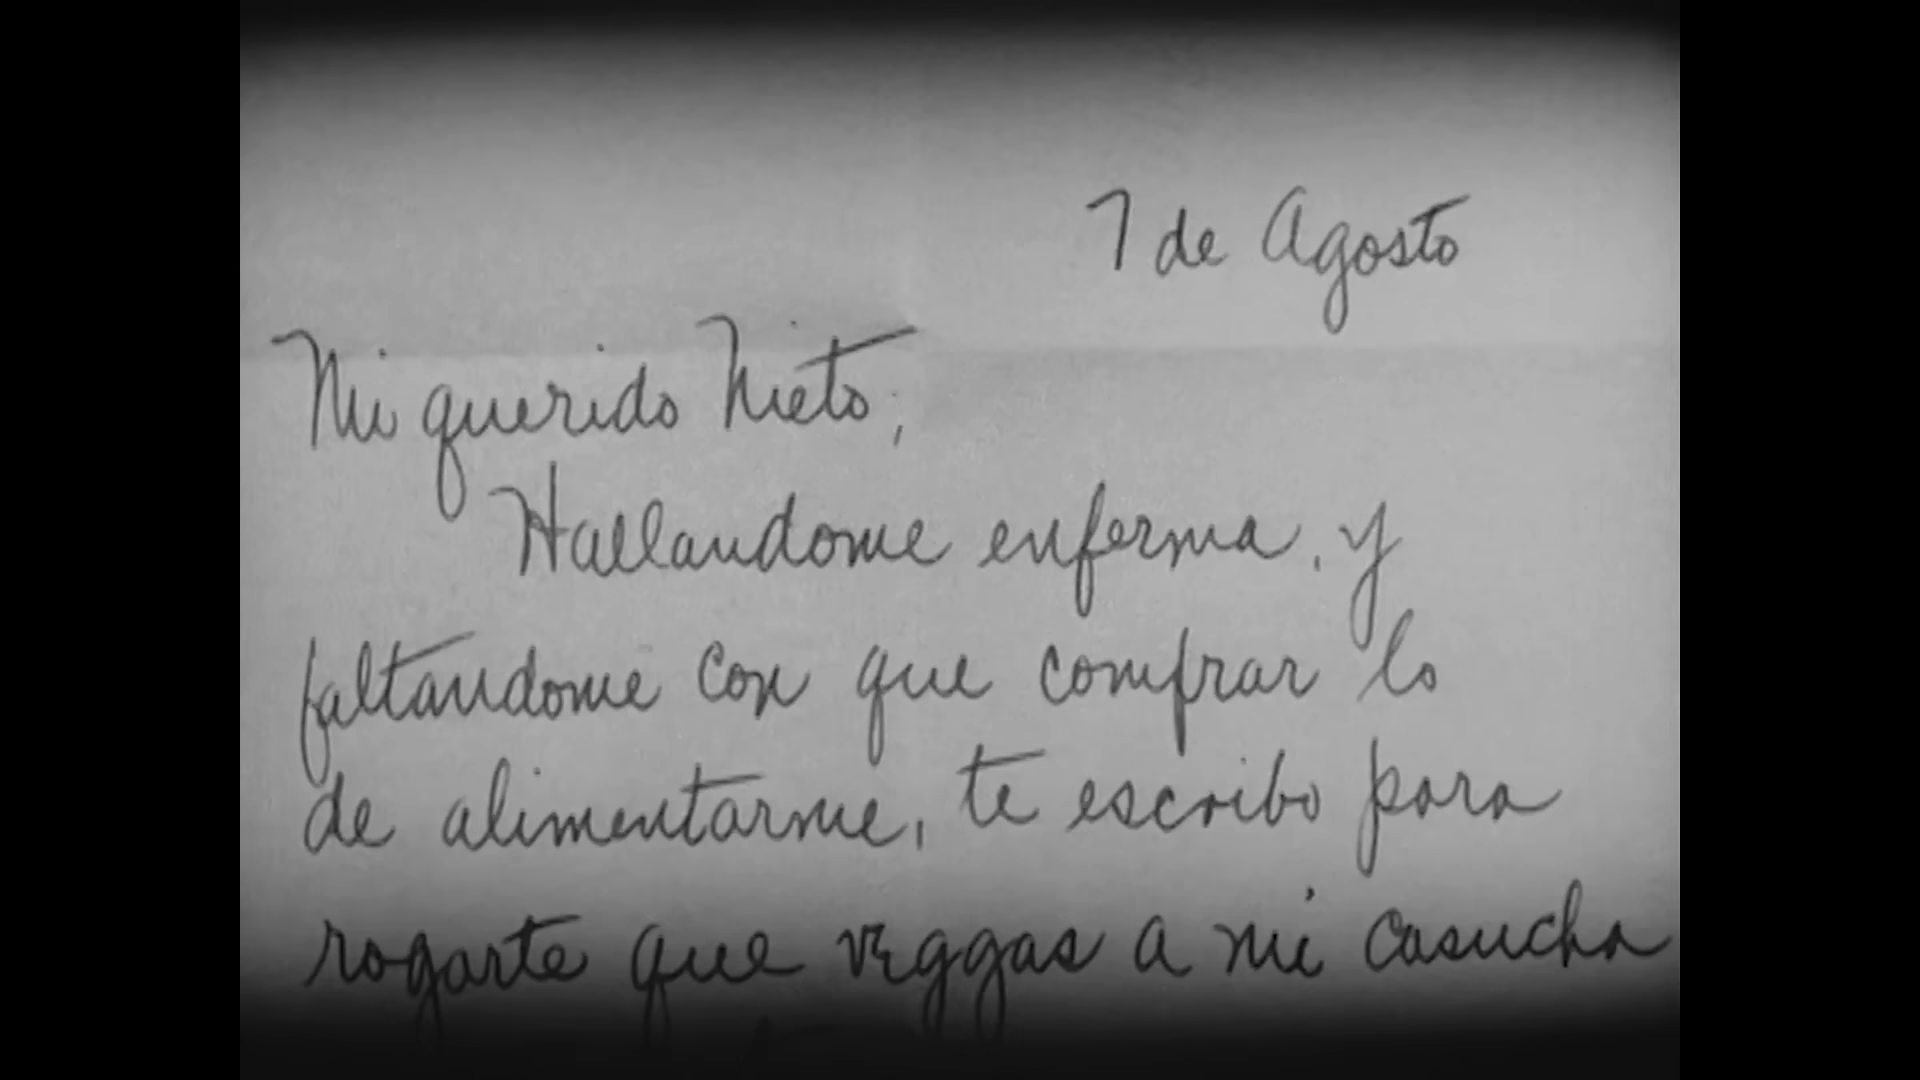 7 de Agosto
Mi querido Nieto,
Hallandome enferma, y
faltandome con que comprar lo
de alimentarme, te escribo para
rogarte que veggas a mi casucha